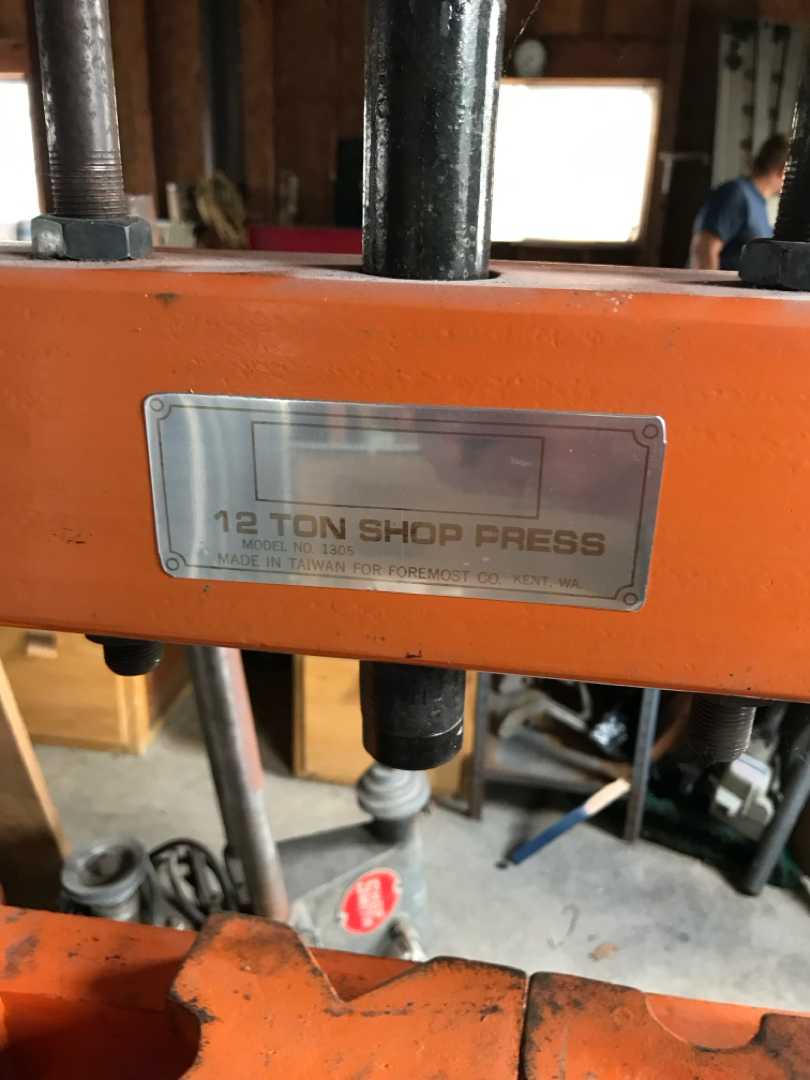 12 TON SHOP PRESS
MODEL NO. 1305
MADE IN TAIWAN FOR FOREMOST CO. KENT, WA.